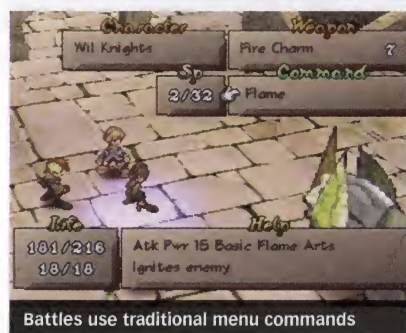 Character
Weapon
Wil Knights
Fire Charm 7
Sp
Command
2/32
Flame
Life
Help
181/216
Atk Pwr 15 Basic Flame Arts
18/18
Ignites enemy
Battles use traditional menu commands